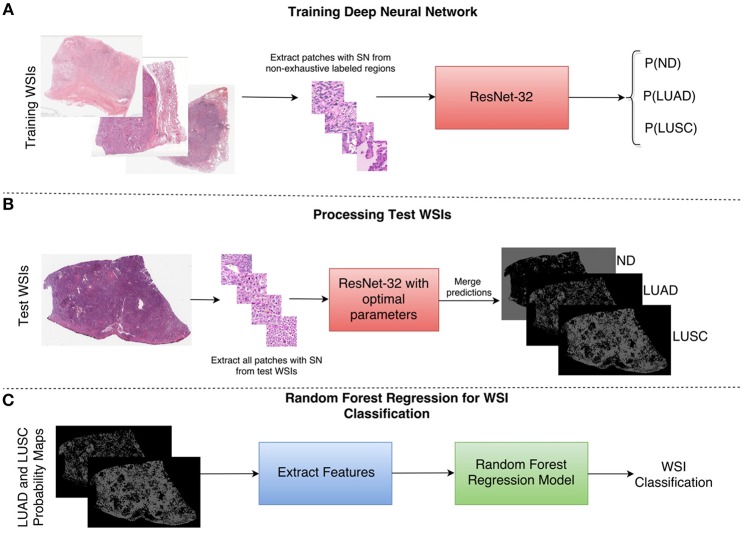 A
Training Deep Neural Network
Training WSIs
Extract patches with SN from
non-exhaustive labeled regions
ResNet-32
P(ND)
P(LUAD)
P(LUSC)
B
Processing Test WSIs
Test WSIs
Extract all patches with SN
from test WSIs
ResNet-32 with
optimal
parameters
Merge
predictions
ND
LUAD
LUSC
C
Random Forest Regression for WSI
Classification
LUAD and LUSC
Probability Maps
Extract Features
Random Forest
Regression Model
WSI
Classification